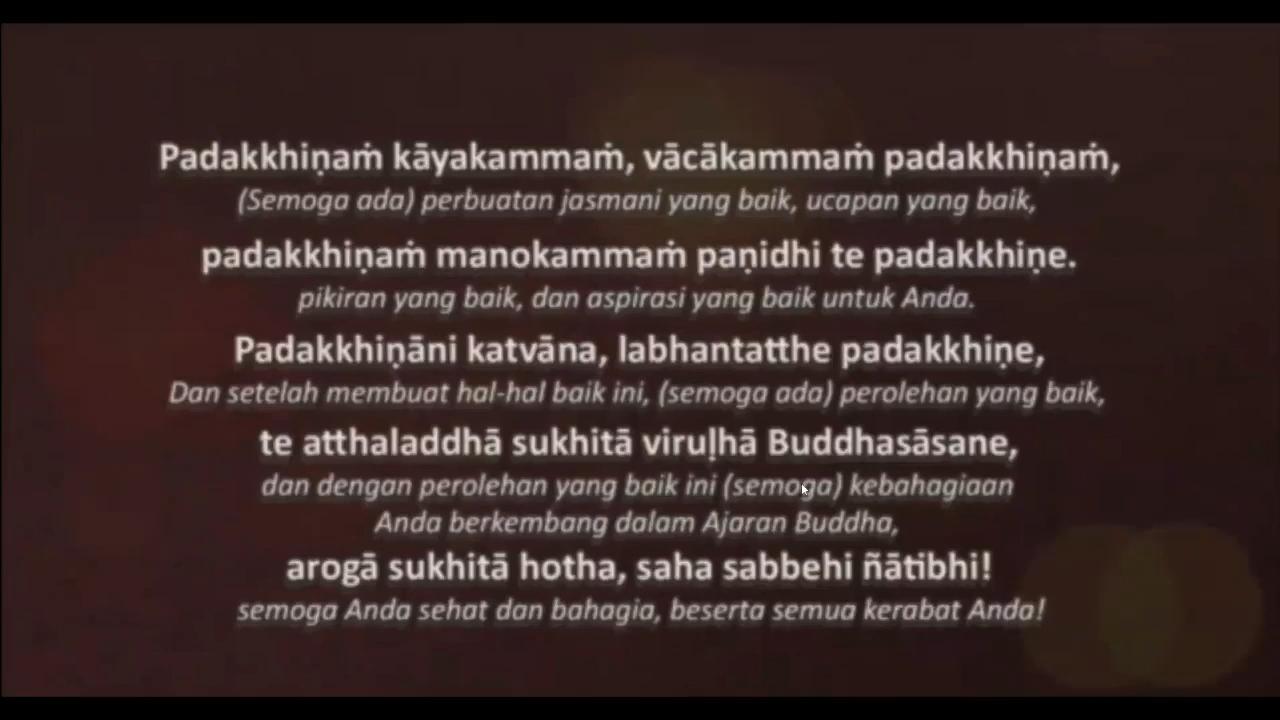 Padakkhiṇaṁ kāyakammaṁ, vācākammaṁ padakkhiṇaṁ,
(Semoga ada) perbuatan jasmani yang baik, ucapan yang baik,
padakkhiṇaṁ manokammaṁ paṇidhi te padakkhiṇe.
pikiran yang baik, dan aspirasi yang baik untuk Anda.
Padakkhiṇāni katvāna, labhantatthe padakkhiṇe,
Dan setelah membuat hal-hal baik ini, (semoga ada) perolehan yang baik,
te atthaladdhā sukhitā viruḷhā Buddhasāsane,
dan dengan perolehan yang baik ini (semoga) kebahagiaan
Anda berkembang dalam Ajaran Buddha,
arogā sukhitā hotha, saha sabbehi ñātibhi!
semoga Anda sehat dan bahagia, beserta semua kerabat Anda!